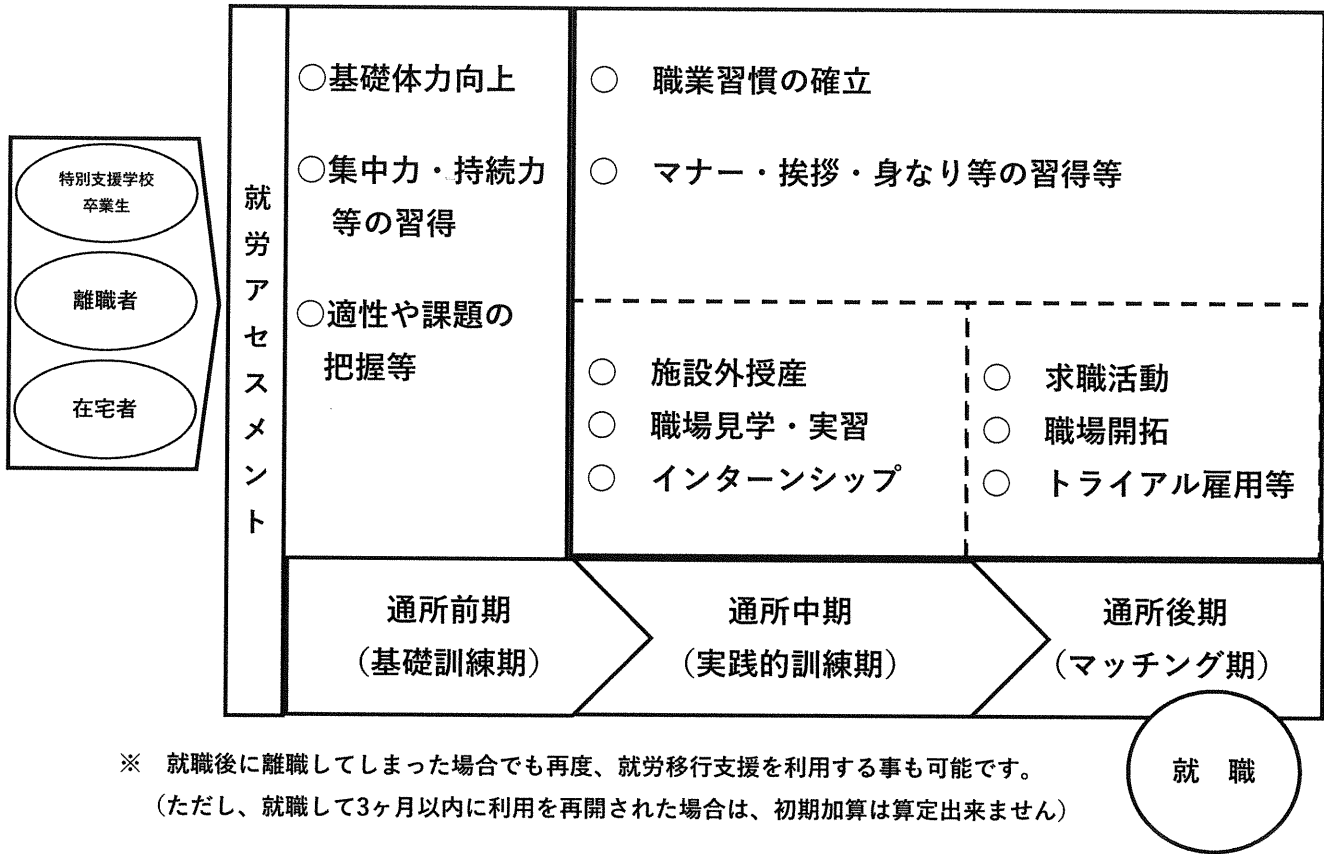 特別支援学校
卒業生
離職者
在宅者
就労アセスメント
○基礎体力向上
○集中力・持続力
等の習得
○適性や課題の
把握等
○ 職業習慣の確立
○ マナー・挨拶・身なり等の習得等
○ 施設外授産
○ 職場見学・実習
○ インターンシップ
○ 求職活動
○ 職場開拓
○ トライアル雇用等
通所前期
(基礎訓練期)
通所中期
(実践的訓練期)
通所後期
(マッチング期)
就 職
※ 就職後に離職してしまった場合でも再度、就労移行支援を利用する事も可能です。
(ただし、就職して3ヶ月以内に利用を再開された場合は、初期加算は算定出来ません)